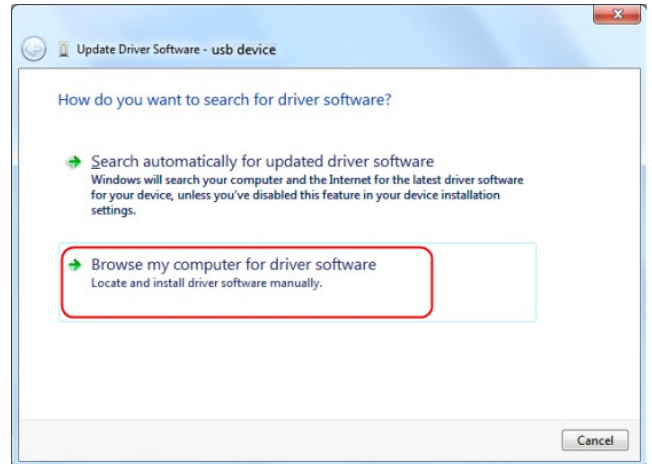 Update Driver Software - usb device
How do you want to search for driver software?
Search automatically for updated driver software
Windows will search your computer and the Internet for the latest driver software
for your device, unless you've disabled this feature in your device installation
settings.
Browse my computer for driver software
Locate and install driver software manually.
Cancel